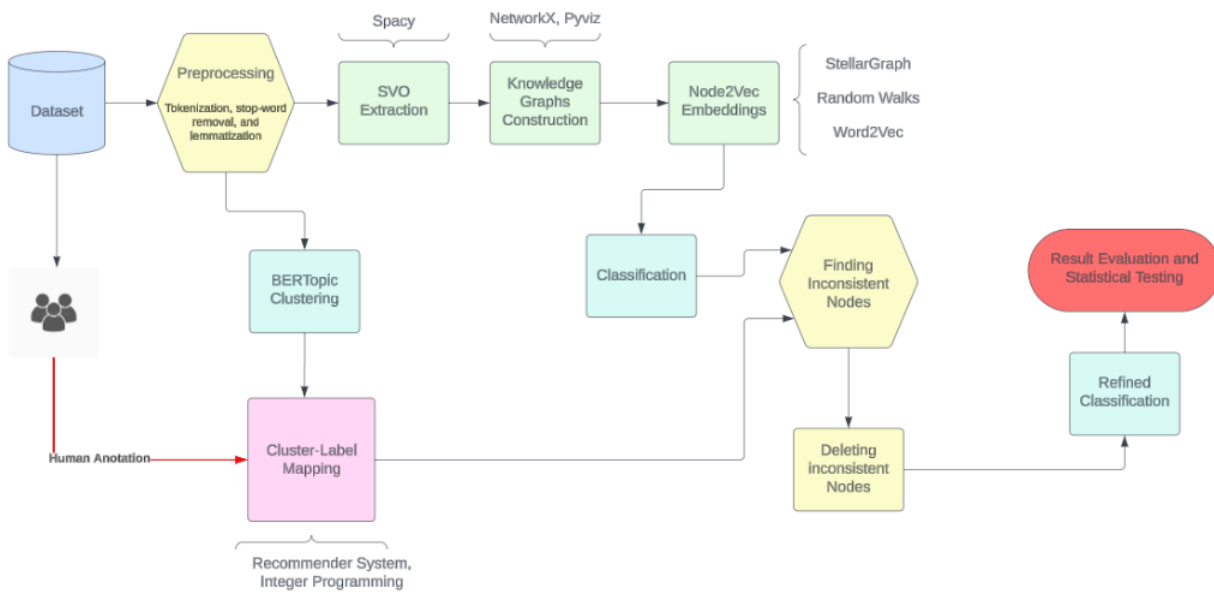 Spacy
NetworkX, Pyviz
Dataset
Preprocessing
Tokenization, stop-word
removal, and
lemmatization
SVO
Extraction
Knowledge
Graphs
Construction
Node2Vec
Embeddings
StellarGraph
Random Walks
Word2Vec
BERTopic
Clustering
Classification
Finding
Inconsistent
Nodes
Result Evaluation and
Statistical Testing
Refined
Classification
Human Anotation
Cluster-Label
Mapping
Deleting
inconsistent
Nodes
Recommender System,
Integer Programming